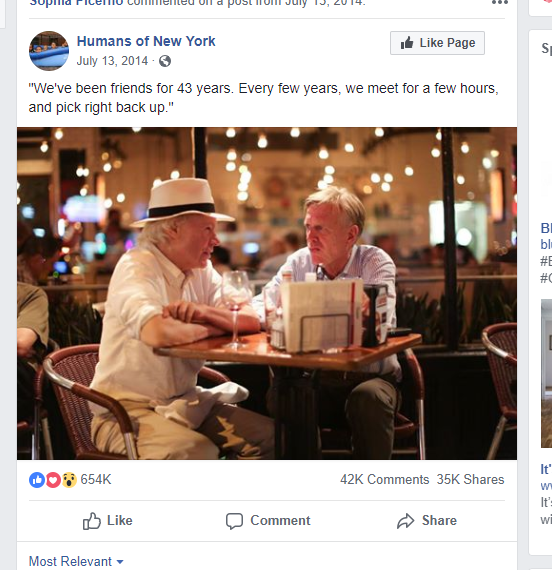 Sophia Picerno commented on a post from July 13, 2014.
Humans of New York
July 13, 2014
Like Page
"We've been friends for 43 years. Every few years, we meet for a few hours,
and pick right back up."
654K
42K Comments 35K Shares
Like
Comment
Share
Most Relevant
Sp
bl
It'
It's
wi